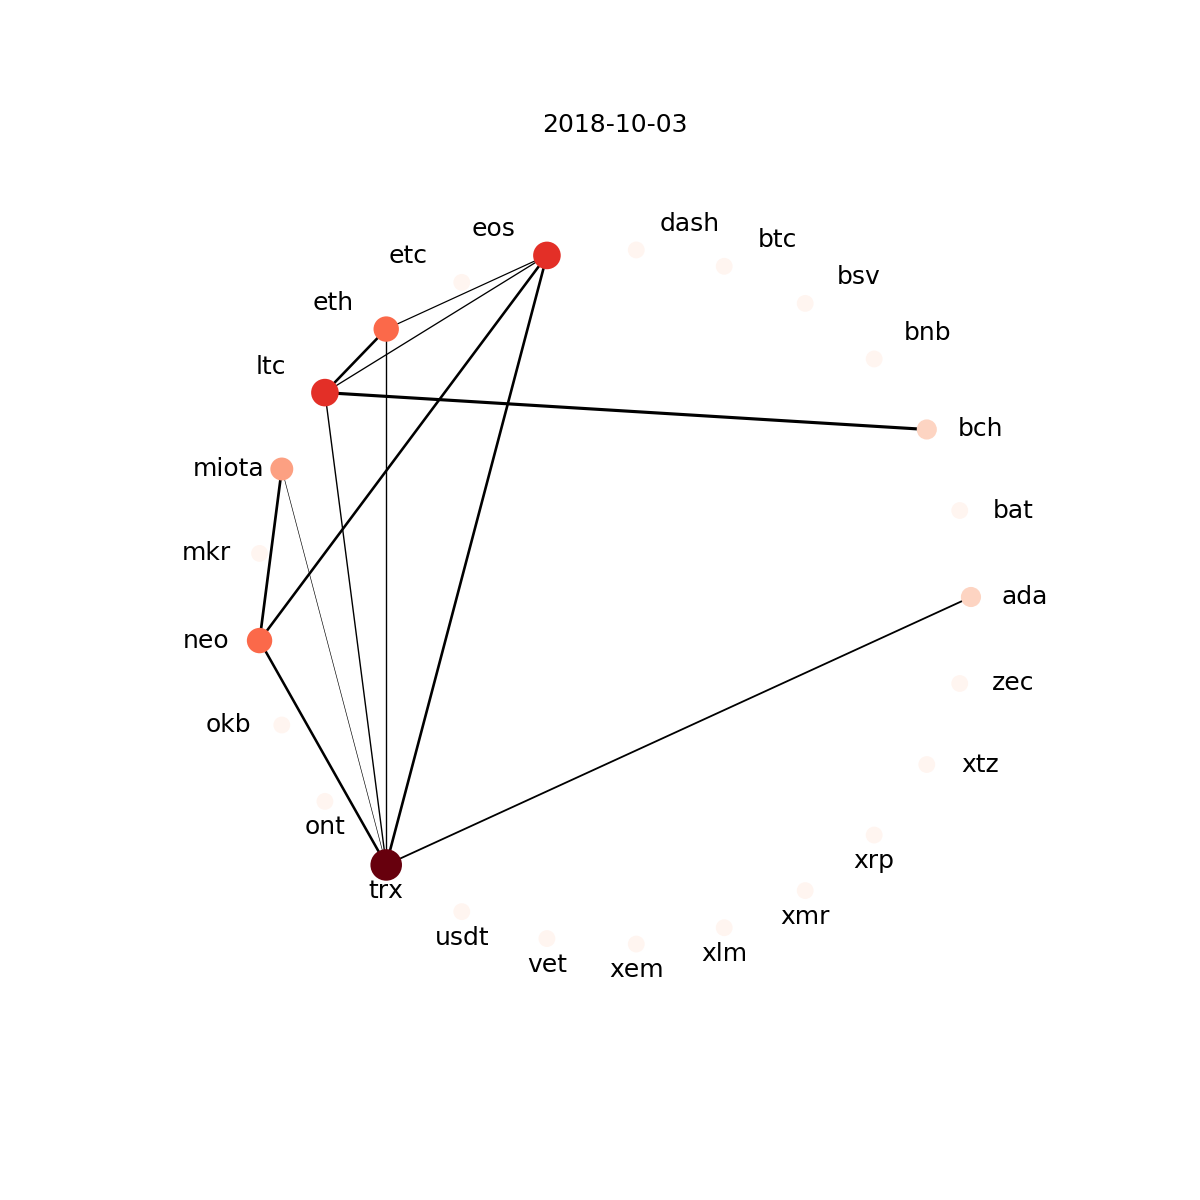 2018-10-03
dash
eos
btc
etc
bsv
eth
bnb
ltc
bch
miota
bat
mkr
ada
neo
zec
okb
xtz
ont
xrp
trx
xmr
usdt
xlm
vet
xem